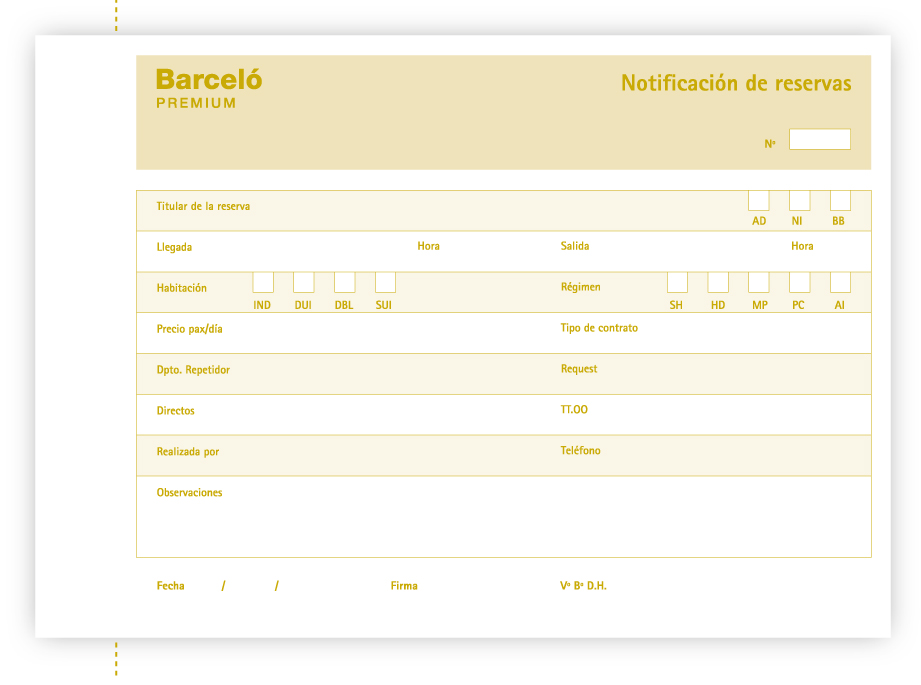 Barceló
PREMIUM
Notificación de reservas
Nº
Titular de la reserva
AD NI BB
Llegada Hora Salida Hora
Habitación IND DUI DBL SUI Régimen SH HD MP PC AI
Precio pax/día Tipo de contrato
Dpto. Repetidor Request
Directos TT.OO
Realizada por Teléfono
Observaciones
Fecha / / Firma Vº Bº D.H.